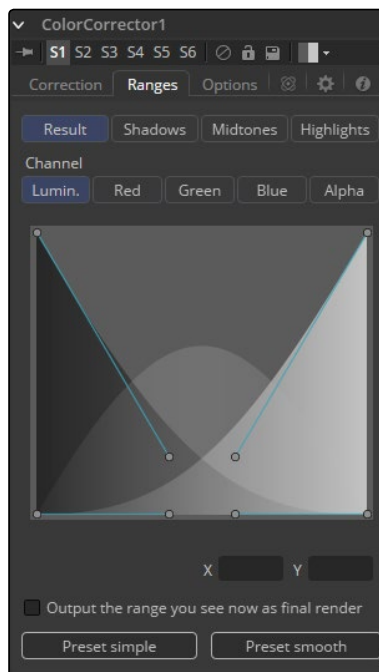 ColorCorrector1
S1 S2 S3 S4 S5 S6
Correction Ranges Options
Result Shadows Midtones Highlights
Channel
Lumin. Red Green Blue Alpha
X Y
Output the range you see now as final render
Preset simple Preset smooth